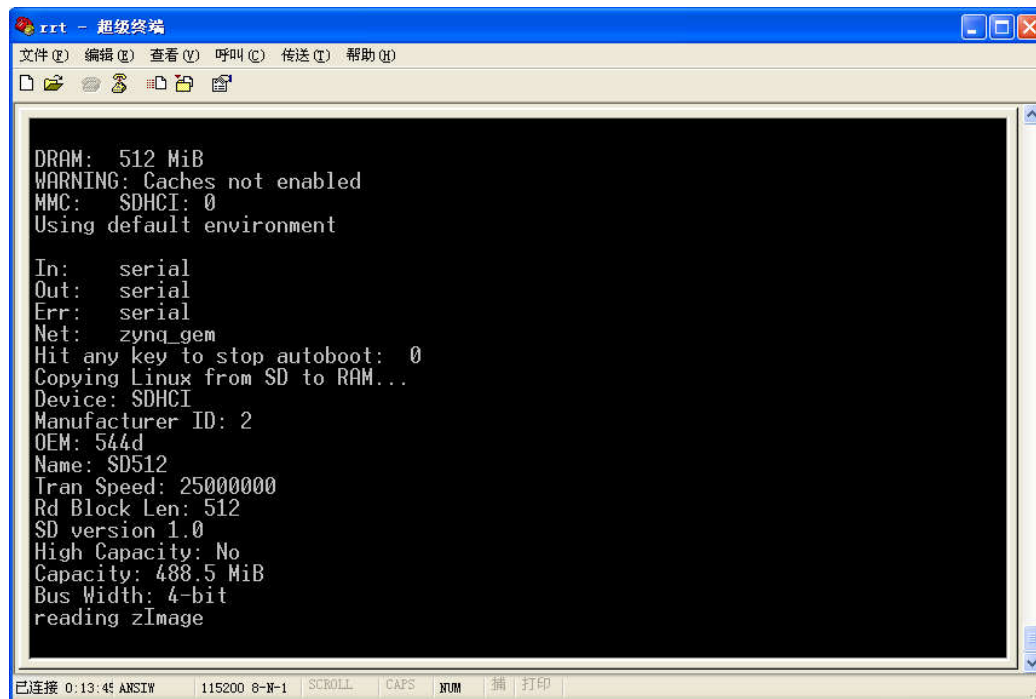 rrt - 超级终端
文件(F) 编辑(E) 查看(V) 呼叫(C) 传送(T) 帮助(H)
DRAM:  512 MiB
WARNING: Caches not enabled
MMC:   SDHCI: 0
Using default environment
In:    serial
Out:   serial
Err:   serial
Net:   zynq_gem
Hit any key to stop autoboot:  0
Copying Linux from SD to RAM...
Device: SDHCI
Manufacturer ID: 2
OEM: 544d
Name: SD512
Tran Speed: 25000000
Rd Block Len: 512
SD version 1.0
High Capacity: No
Capacity: 488.5 MiB
Bus Width: 4-bit
reading zImage
已连接 0:13:45 ANSIW 115200 8-N-1 SCROLL CAPS NUM 捕 打印